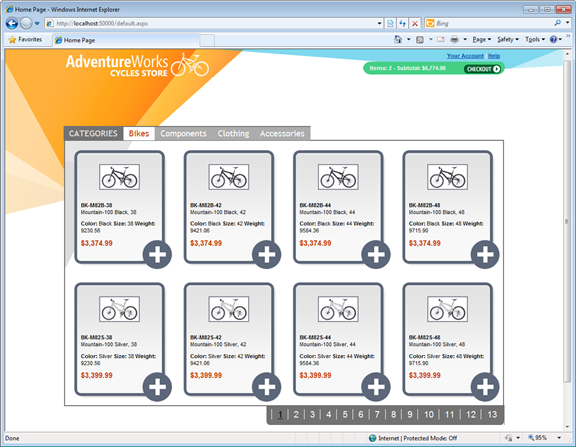 Home Page - Windows Internet Explorer
http://localhost:50000/default.aspx
Bing
Favorites
Home Page
Page
Safety
Tools
AdventureWorks
CYCLES STORE
Your Account
Help
Items: 2 - Subtotal: $6,774.98
CHECKOUT
CATEGORIES
Bikes
Components
Clothing
Accessories
BK-M82B-38
Mountain-100 Black, 38
Color: Black Size: 38 Weight:
9230.56
$3,374.99
BK-M82B-42
Mountain-100 Black, 42
Color: Black Size: 42 Weight:
9421.06
$3,374.99
BK-M82B-44
Mountain-100 Black, 44
Color: Black Size: 44 Weight:
9584.36
$3,374.99
BK-M82B-48
Mountain-100 Black, 48
Color: Black Size: 48 Weight:
9715.90
$3,374.99
BK-M82S-38
Mountain-100 Silver, 38
Color: Silver Size: 38 Weight:
9230.56
$3,399.99
BK-M82S-42
Mountain-100 Silver, 42
Color: Silver Size: 42 Weight:
9421.06
$3,399.99
BK-M82S-44
Mountain-100 Silver, 44
Color: Silver Size: 44 Weight:
9584.36
$3,399.99
BK-M82S-48
Mountain-100 Silver, 48
Color: Silver Size: 48 Weight:
9715.90
$3,399.99
1 2 3 4 5 6 7 8 9 10 11 12 13
Done
Internet | Protected Mode: Off
95%